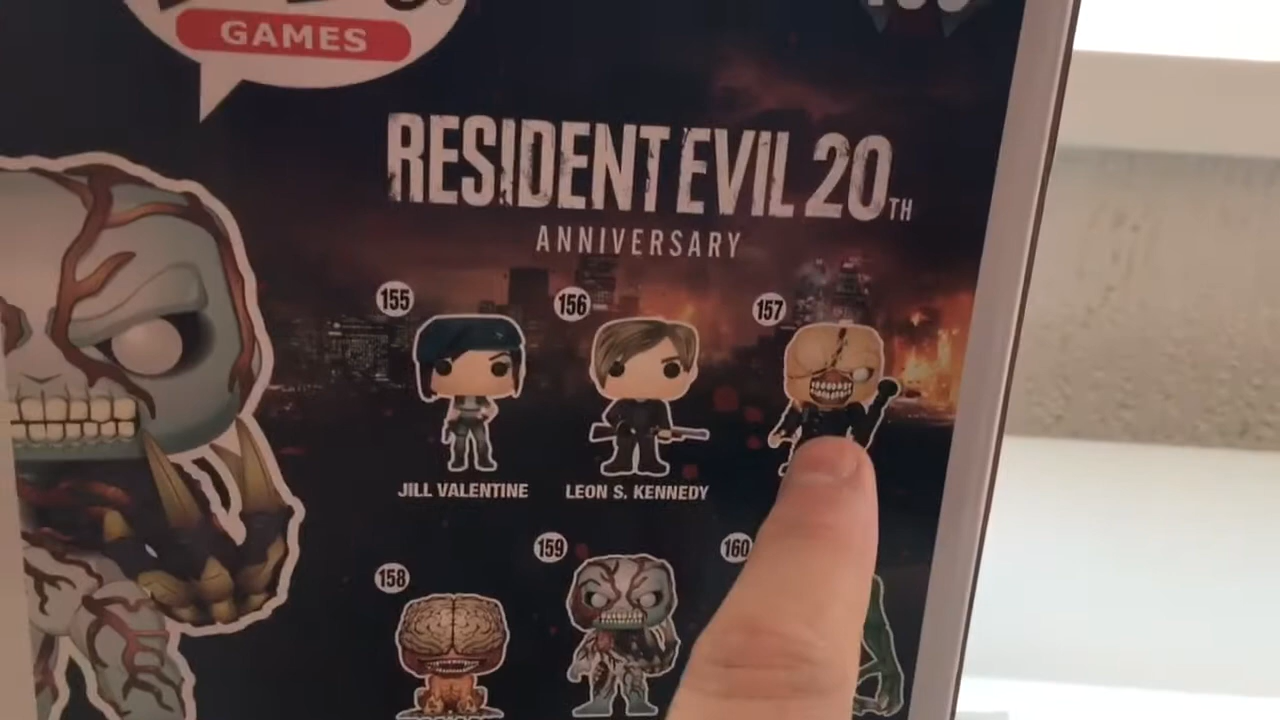 GAMES
RESIDENT EVIL 20TH
ANNIVERSARY
155
156
157
JILL VALENTINE
LEON S. KENNEDY
158
159
160